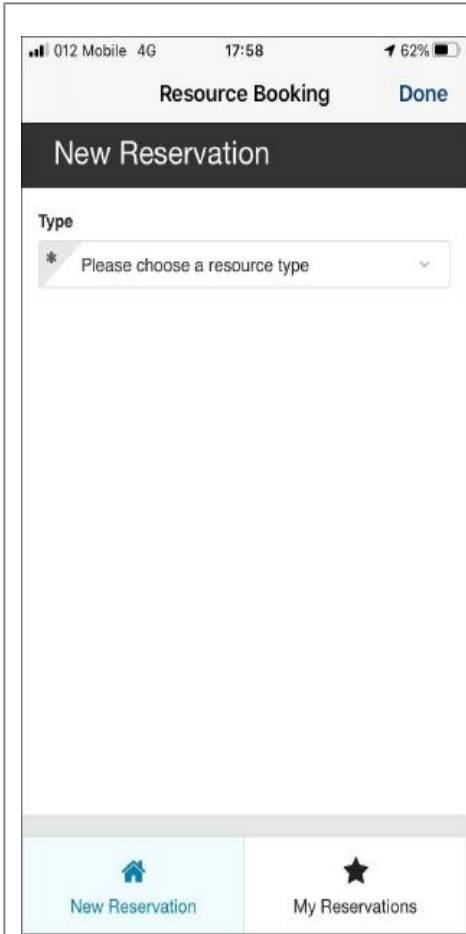 012 Mobile 4G 17:58 62%
Resource Booking Done
New Reservation
Type
* Please choose a resource type
New Reservation My Reservations